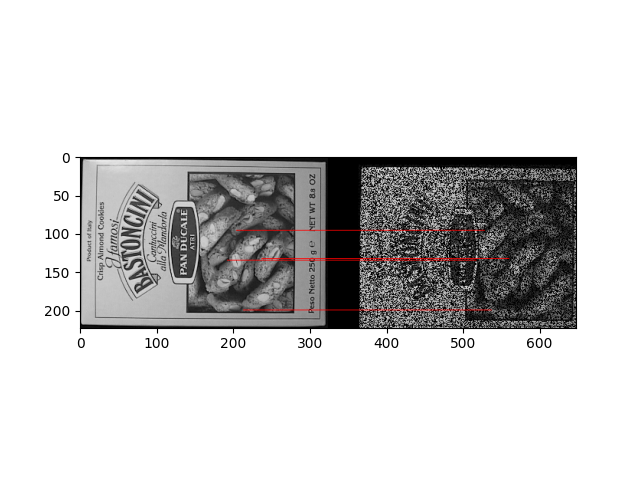 0
50
100
150
200
Product of Italy
Crisp Almond Cookies
I famosi
BASTONCINI
Cantuccini
alla Mandorla
PAN DUCALE
ATRI
Peso Netto 250 g ℮ NET WT 8.8 OZ
0 100 200 300 400 500 600